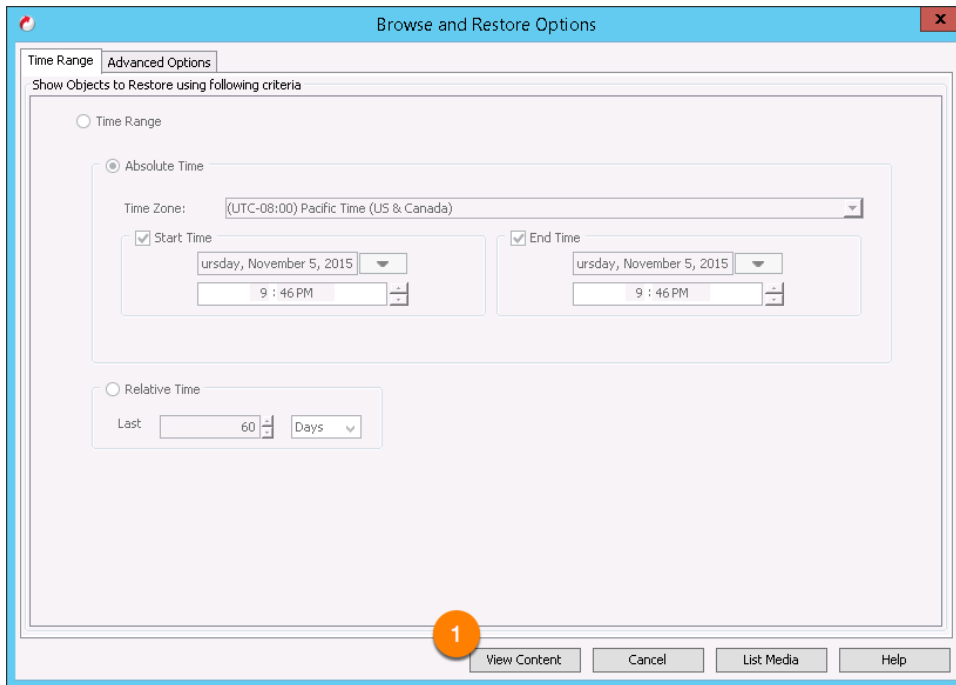 Browse and Restore Options
x
Time Range Advanced Options
Show Objects to Restore using following criteria
Time Range
Absolute Time
Time Zone: (UTC-08:00) Pacific Time (US & Canada)
Start Time End Time
ursday, November 5, 2015 ursday, November 5, 2015
9 : 46 PM 9 : 46 PM
Relative Time
Last 60 Days
1
View Content Cancel List Media Help